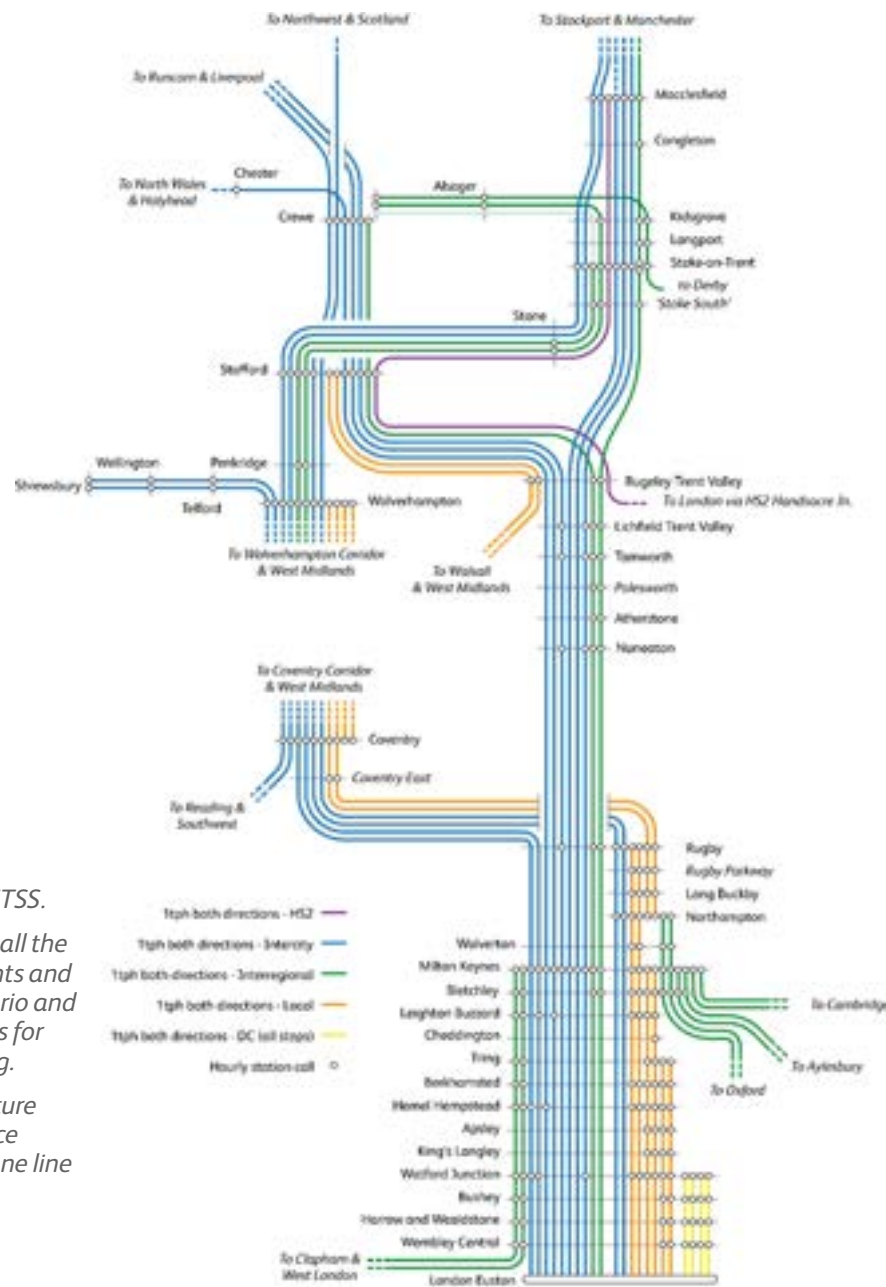 To Northwest & Scotland
To Stockport & Manchester
To Runcorn & Liverpool
Macclesfield
Congleton
Chester
To North Wales
& Holyhead
Alsager
Crewe
Kidsgrove
Longport
Stoke-on-Trent
to Derby
'Stoke South'
Stone
Stafford
Wellington
Penkridge
Shrewsbury
Telford
Wolverhampton
Rugeley Trent Valley
To London via HS2 Handsacre Jn.
Lichfield Trent Valley
To Wolverhampton Corridor
& West Midlands
To Walsall
& West Midlands
Tamworth
Polesworth
Atherstone
Nuneaton
To Coventry Corridor
& West Midlands
Coventry
Coventry East
To Reading &
Southwest
Rugby
Rugby Parkway
Long Buckby
Northampton
TSS.
all the
nts and
rio and
s for
g.
ture
ce
ne line
1tph both directions - HS2
1tph both directions - Intercity
1tph both directions - Interregional
1tph both directions - Local
1tph both directions - DC (all stops)
Hourly station call
Wolverton
Milton Keynes
Bletchley
Leighton Buzzard
Cheddington
Tring
Berkhamsted
Hemel Hempstead
Apsley
King's Langley
Watford Junction
Bushey
Harrow and Wealdstone
Wembley Central
To Cambridge
To Aylesbury
To Oxford
To Clapham &
West London
London Euston